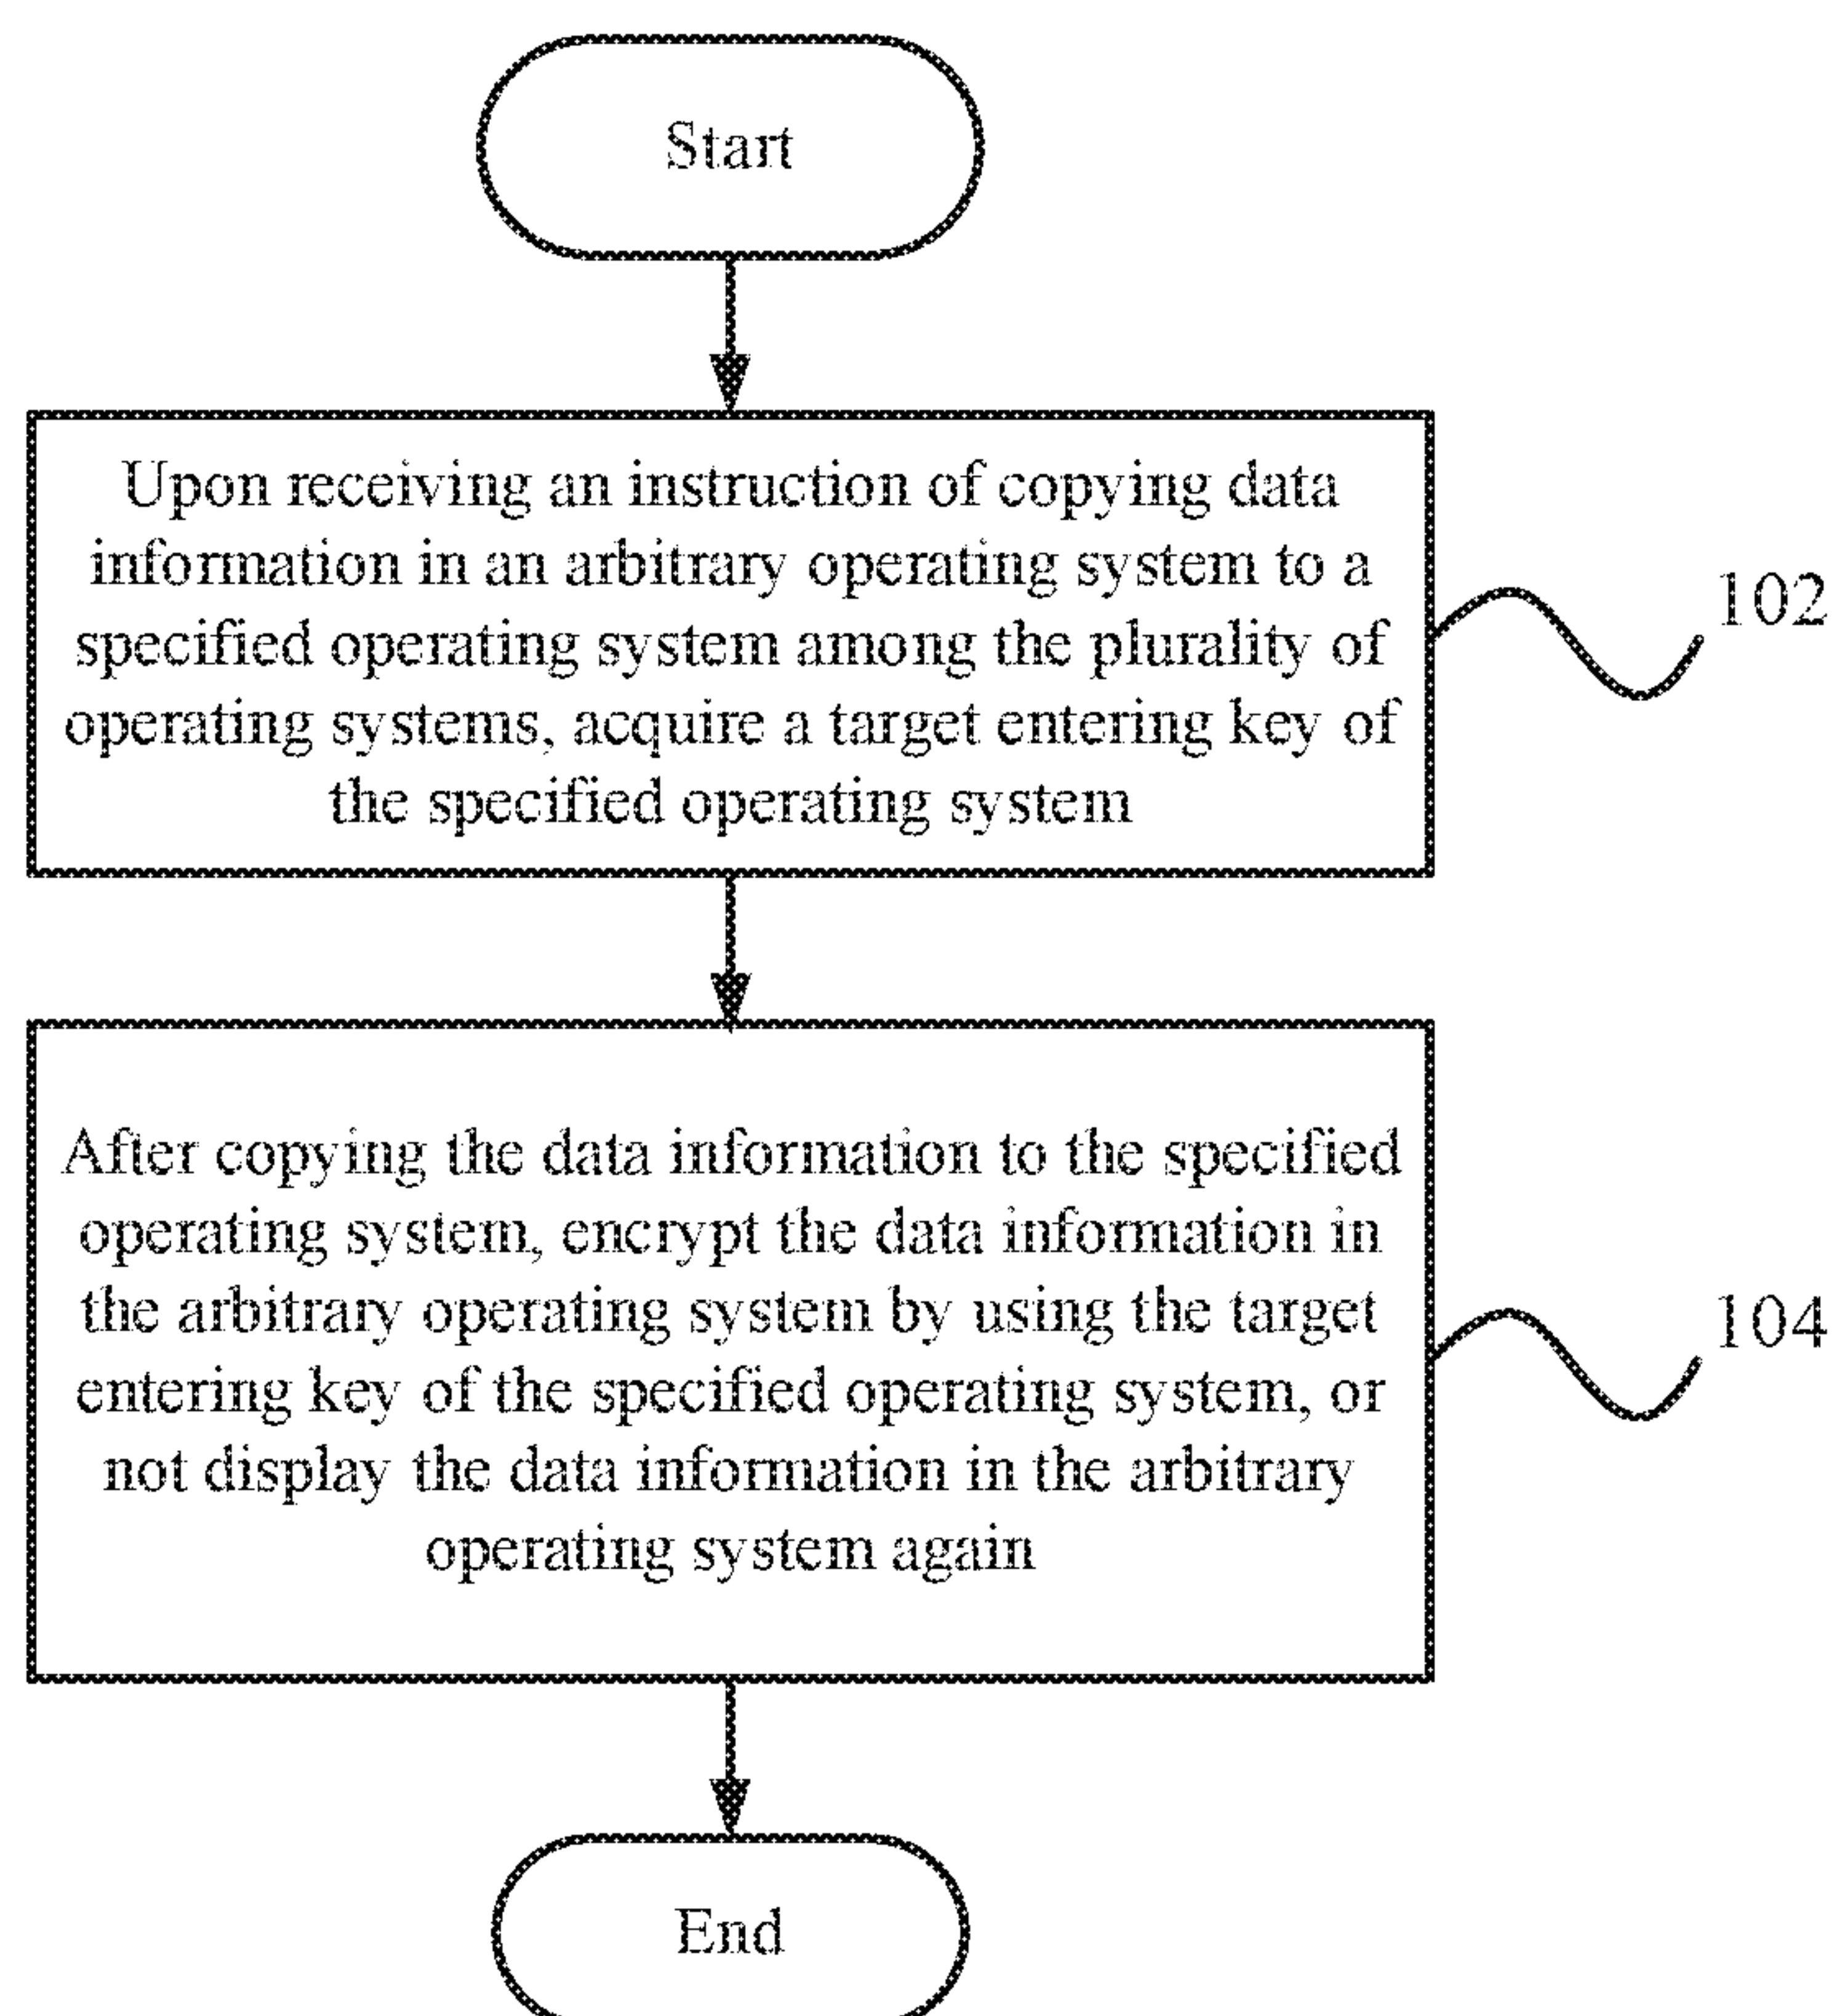 Start
Upon receiving an instruction of copying data
information in an arbitrary operating system to a
specified operating system among the plurality of
operating systems, acquire a target entering key of
the specified operating system
102
After copying the data information to the specified
operating system, encrypt the data information in
the arbitrary operating system by using the target
entering key of the specified operating system, or
not display the data information in the arbitrary
operating system again
104
End